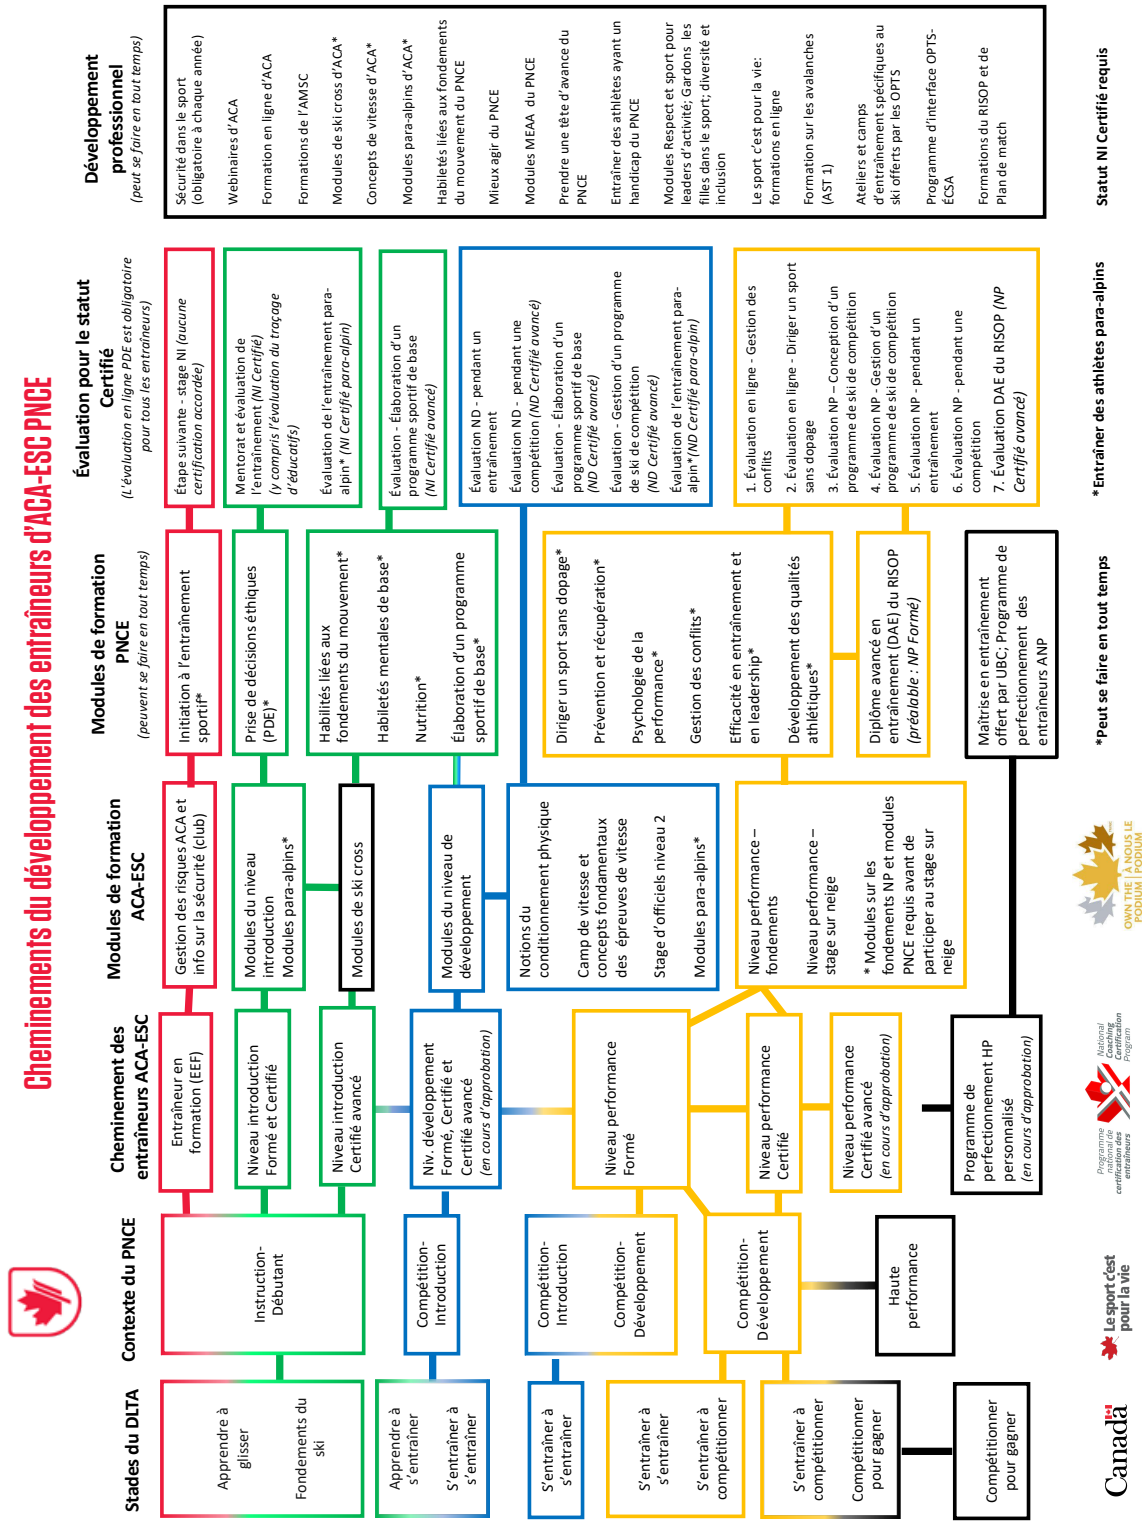 Cheminements du développement des entraîneurs d'ACA-ESC PNCE
Stades du DLTA
Apprendre à
glisser
Fondements du
ski
Apprendre à
s'entraîner
S'entraîner à
s'entraîner
S'entraîner à
s'entraîner
S'entraîner à
s'entraîner
S'entraîner à
compétitionner
S'entraîner à
compétitionner
Compétitionner
pour gagner
Compétitionner
pour gagner
Contexte du PNCE
Instruction-
Débutant
Compétition-
Introduction
Compétition-
Introduction
Compétition-
Développement
Compétition-
Développement
Haute
performance
Cheminement des
entraîneurs ACA-ESC
Entraîneur en
formation (EEF)
Niveau introduction
Formé et Certifié
Niveau introduction
Certifié avancé
Niv. développement
Formé, Certifié et
Certifié avancé
(en cours d'approbation)
Niveau performance
Formé
Niveau performance
Certifié
Niveau performance
Certifié avancé
(en cours d'approbation)
Programme de
perfectionnement HP
personnalisé
(en cours d'approbation)
Modules de formation
ACA-ESC
Gestion des risques ACA et
info sur la sécurité (club)
Modules du niveau
introduction
Modules para-alpins*
Modules de ski cross
Modules du niveau de
développement
Notions du
conditionnement physique
Camp de vitesse et
concepts fondamentaux
des épreuves de vitesse
Stage d'officiels niveau 2
Modules para-alpins*
Niveau performance –
fondements
Niveau performance –
stage sur neige
* Modules sur les
fondements NP et modules
PNCE requis avant de
participer au stage sur
neige
Modules de formation
PNCE
(peuvent se faire en tout temps)
Initiation à l'entraînement
sportif*
Prise de décisions éthiques
(PDE)*
Habilités liées aux
fondements du mouvement*
Habiletés mentales de base*
Nutrition*
Élaboration d'un programme
sportif de base*
Diriger un sport sans dopage*
Prévention et récupération*
Psychologie de la
performance*
Gestion des conflits*
Efficacité en entraînement et
en leadership*
Développement des qualités
athlétiques*
Diplôme avancé en
entraînement (DAE) du RISOP
(préalable : NP Formé)
Maîtrise en entraînement
offert par UBC; Programme de
perfectionnement des
entraîneurs ANP
Évaluation pour le statut
Certifié
(L'évaluation en ligne PDE est obligatoire
pour tous les entraîneurs)
Étape suivante - stage NI (aucune
certification accordée)
Mentorat et évaluation de
l'entraînement (NI Certifié)
(y compris l'évaluation du traçage
d'éducatifs)
Évaluation de l'entraînement para-
alpin* (NI Certifié para-alpin)
Évaluation - Élaboration d'un
programme sportif de base
(NI Certifié avancé)
Évaluation ND - pendant un
entraînement
Évaluation ND - pendant une
compétition (ND Certifié avancé)
Évaluation - Élaboration d'un
programme sportif de base
(ND Certifié avancé)
Évaluation - Gestion d'un programme
de ski de compétition
(ND Certifié avancé)
Évaluation de l'entraînement para-
alpin*(ND Certifié para-alpin)
1. Évaluation en ligne - Gestion des
conflits
2. Évaluation en ligne - Diriger un sport
sans dopage
3. Évaluation NP – Conception d'un
programme de ski de compétition
4. Évaluation NP - Gestion d'un
programme de ski de compétition
5. Évaluation NP - pendant un
entraînement
6. Évaluation NP - pendant une
compétition
7. Évaluation DAE du RISOP (NP
Certifié avancé)
Développement
professionnel
(peut se faire en tout temps)
Sécurité dans le sport
(obligatoire à chaque année)
Webinaires d'ACA
Formation en ligne d'ACA
Formations de l'AMSC
Modules de ski cross d'ACA*
Concepts de vitesse d'ACA*
Modules para-alpins d'ACA*
Habiletés liées aux fondements
du mouvement du PNCE
Mieux agir du PNCE
Modules MEAA du PNCE
Prendre une tête d'avance du
PNCE
Entraîner des athlètes ayant un
handicap du PNCE
Modules Respect et sport pour
leaders d'activité; Gardons les
filles dans le sport; diversité et
inclusion
Le sport c'est pour la vie:
formations en ligne
Formation sur les avalanches
(AST 1)
Ateliers et camps
d'entraînement spécifiques au
ski offerts par les OPTS
Programme d'interface OPTS-
ÉCSA
Formations du RISOP et de
Plan de match
Canada
Le sport c'est
pour la vie
Programme
national de
certification des
entraîneurs
National
Coaching
Certification
Program
OWN THE | À NOUS LE
PODIUM | PODIUM
*Peut se faire en tout temps
*Entraîner des athlètes para-alpins
Statut NI Certifié requis